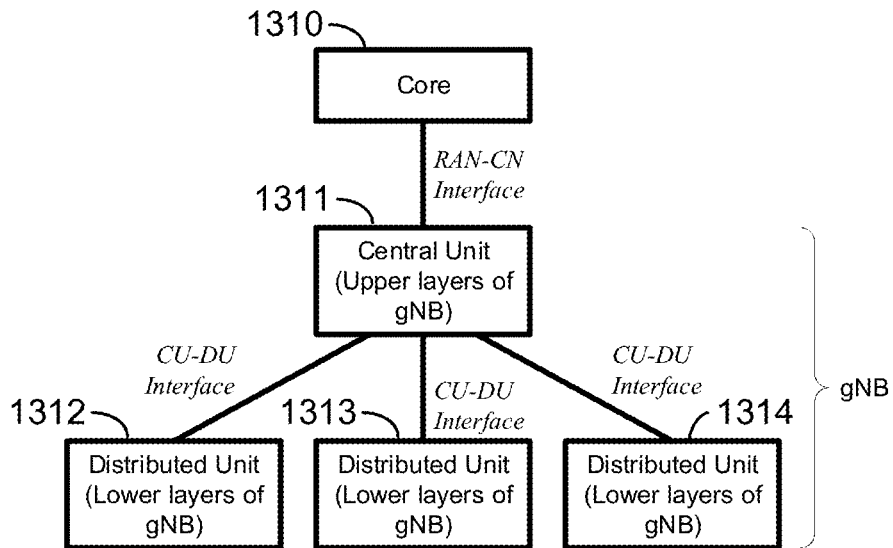 1310
Core
RAN-CN
Interface
1311
Central Unit
(Upper layers of
gNB)
CU-DU
Interface
CU-DU
Interface
CU-DU
Interface
gNB
1312
1313
1314
Distributed Unit
(Lower layers of
gNB)
Distributed Unit
(Lower layers of
gNB)
Distributed Unit
(Lower layers of
gNB)